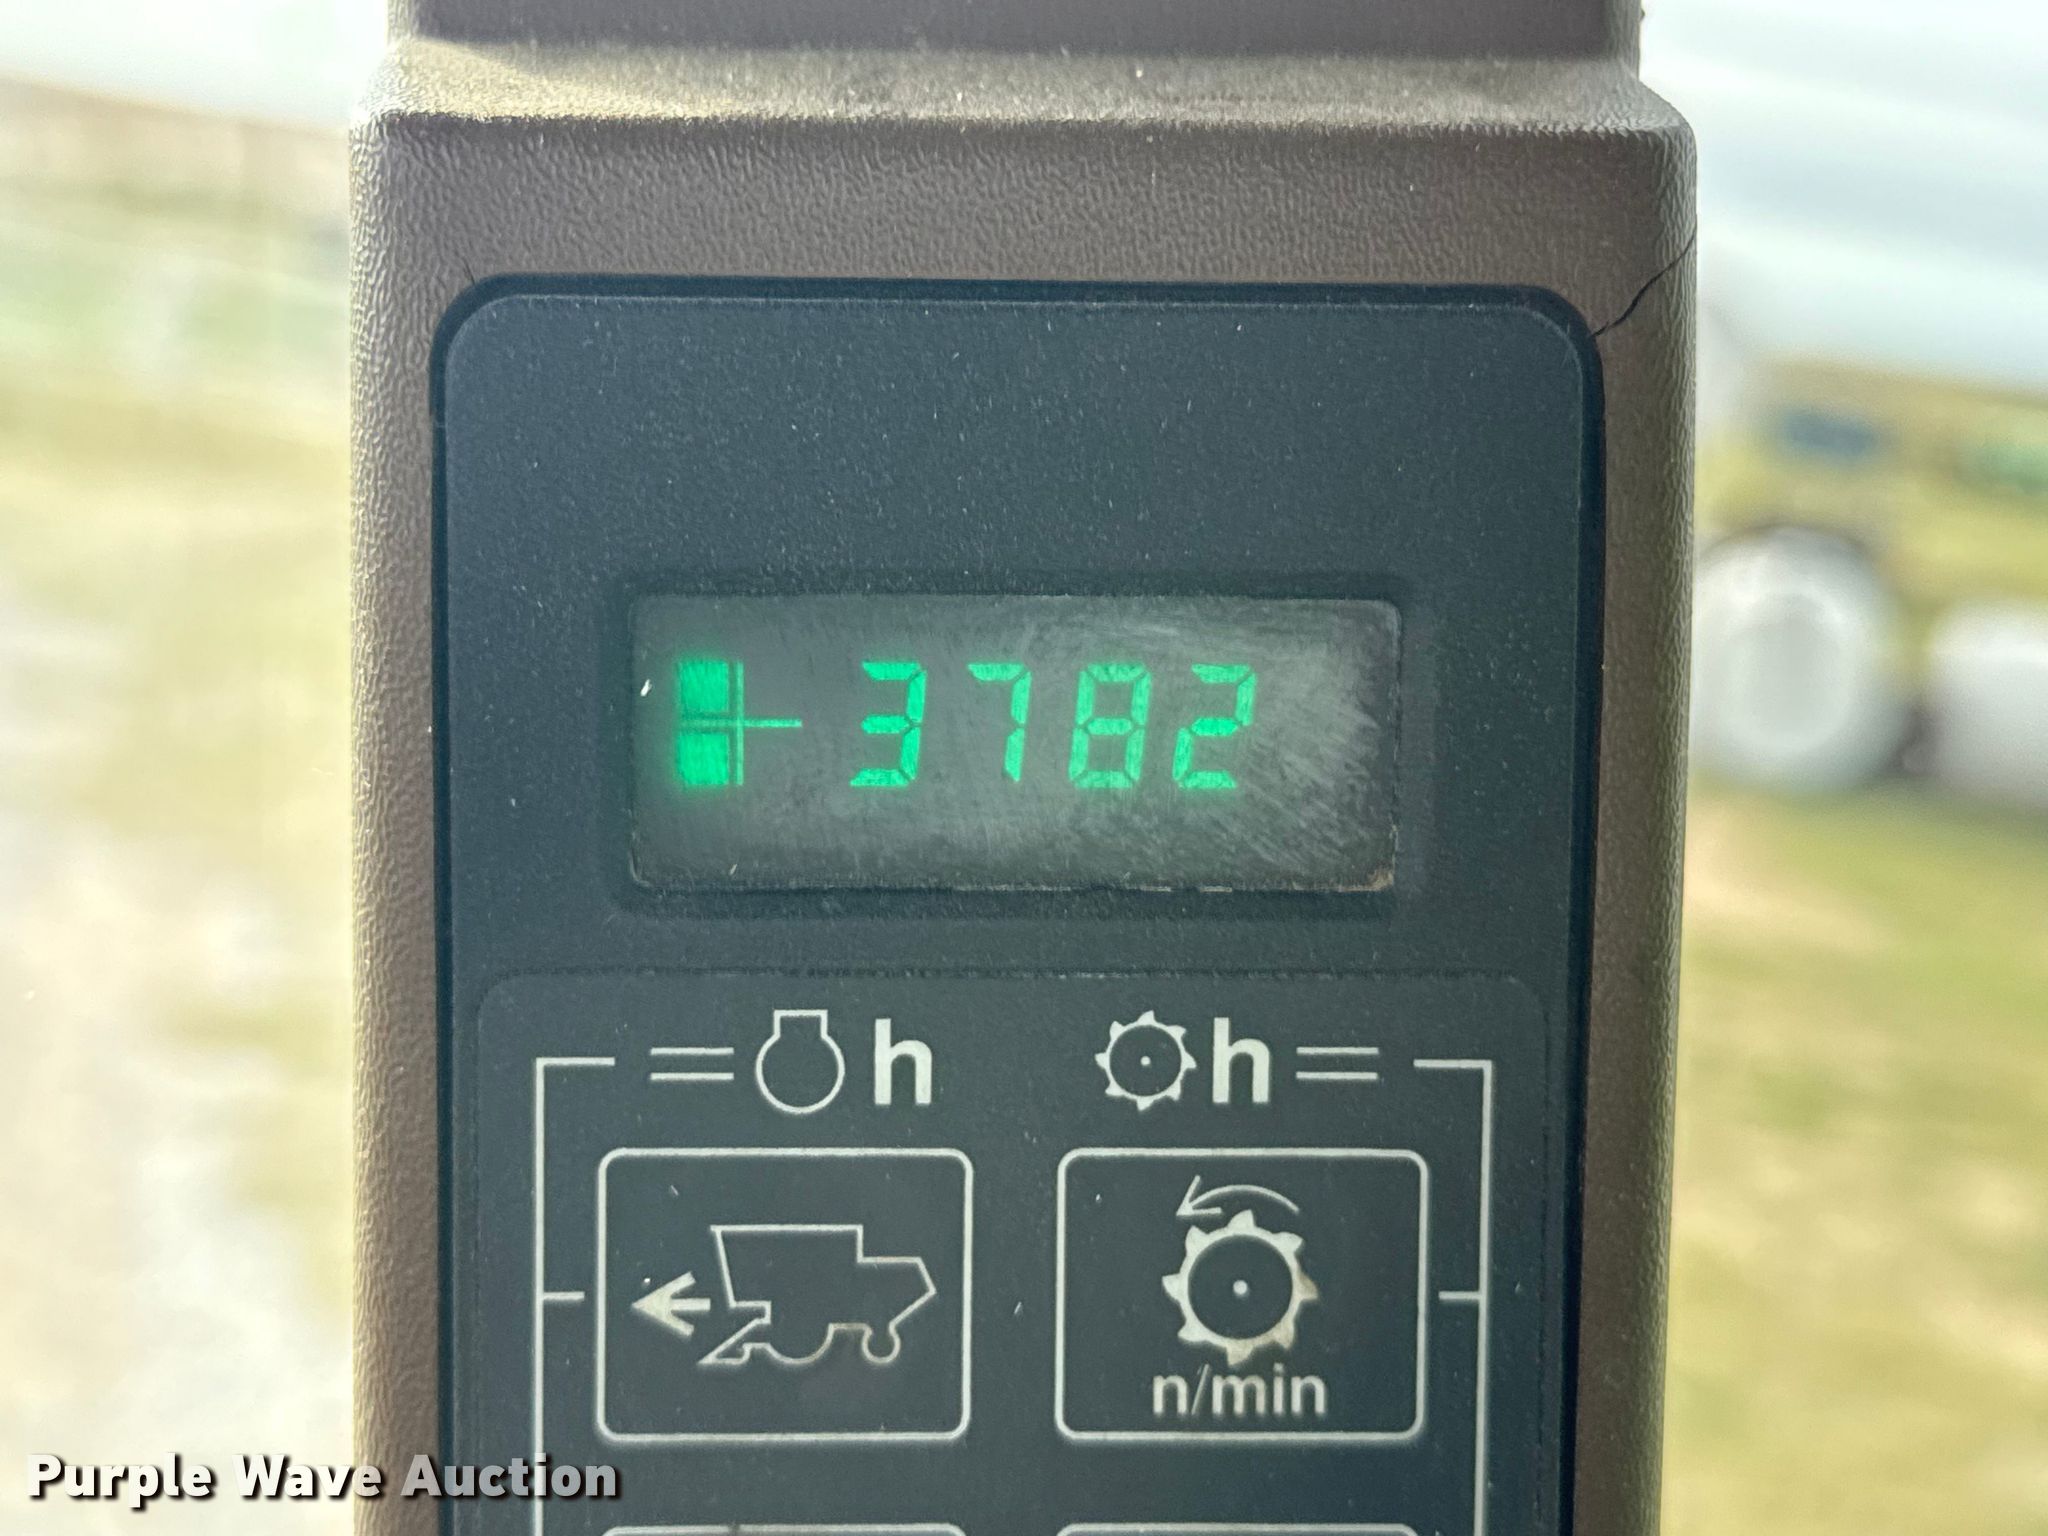 3782
h h
n/min
Purple Wave Auction